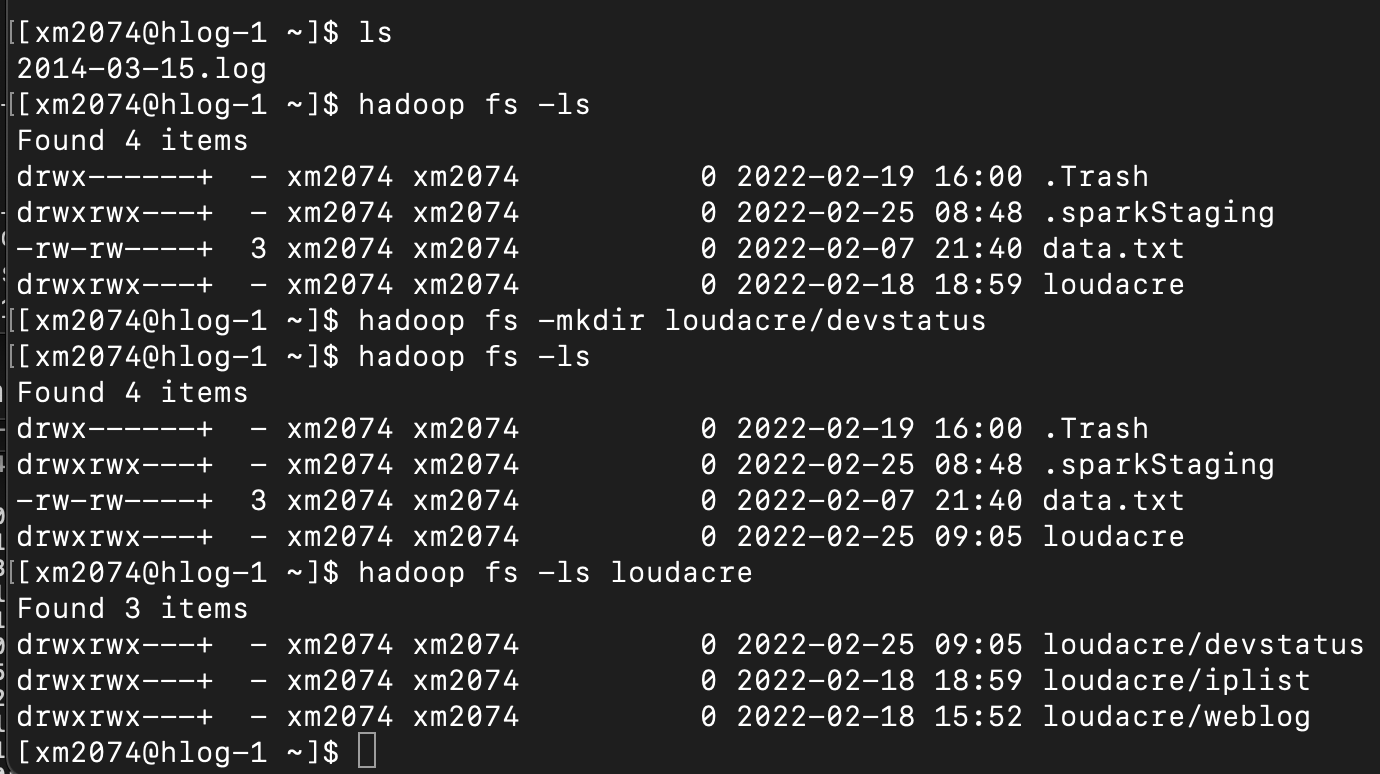 [[xm2074@hlog-1 ~]$ ls
2014-03-15.log
[[xm2074@hlog-1 ~]$ hadoop fs -ls
Found 4 items
drwx------+  - xm2074 xm2074          0 2022-02-19 16:00 .Trash
drwxrwx---+  - xm2074 xm2074          0 2022-02-25 08:48 .sparkStaging
-rw-rw----+  3 xm2074 xm2074          0 2022-02-07 21:40 data.txt
drwxrwx---+  - xm2074 xm2074          0 2022-02-18 18:59 loudacre
[[xm2074@hlog-1 ~]$ hadoop fs -mkdir loudacre/devstatus
[[xm2074@hlog-1 ~]$ hadoop fs -ls
Found 4 items
drwx------+  - xm2074 xm2074          0 2022-02-19 16:00 .Trash
drwxrwx---+  - xm2074 xm2074          0 2022-02-25 08:48 .sparkStaging
-rw-rw----+  3 xm2074 xm2074          0 2022-02-07 21:40 data.txt
drwxrwx---+  - xm2074 xm2074          0 2022-02-25 09:05 loudacre
[[xm2074@hlog-1 ~]$ hadoop fs -ls loudacre
Found 3 items
drwxrwx---+  - xm2074 xm2074          0 2022-02-25 09:05 loudacre/devstatus
drwxrwx---+  - xm2074 xm2074          0 2022-02-18 18:59 loudacre/iplist
drwxrwx---+  - xm2074 xm2074          0 2022-02-18 15:52 loudacre/weblog
[xm2074@hlog-1 ~]$